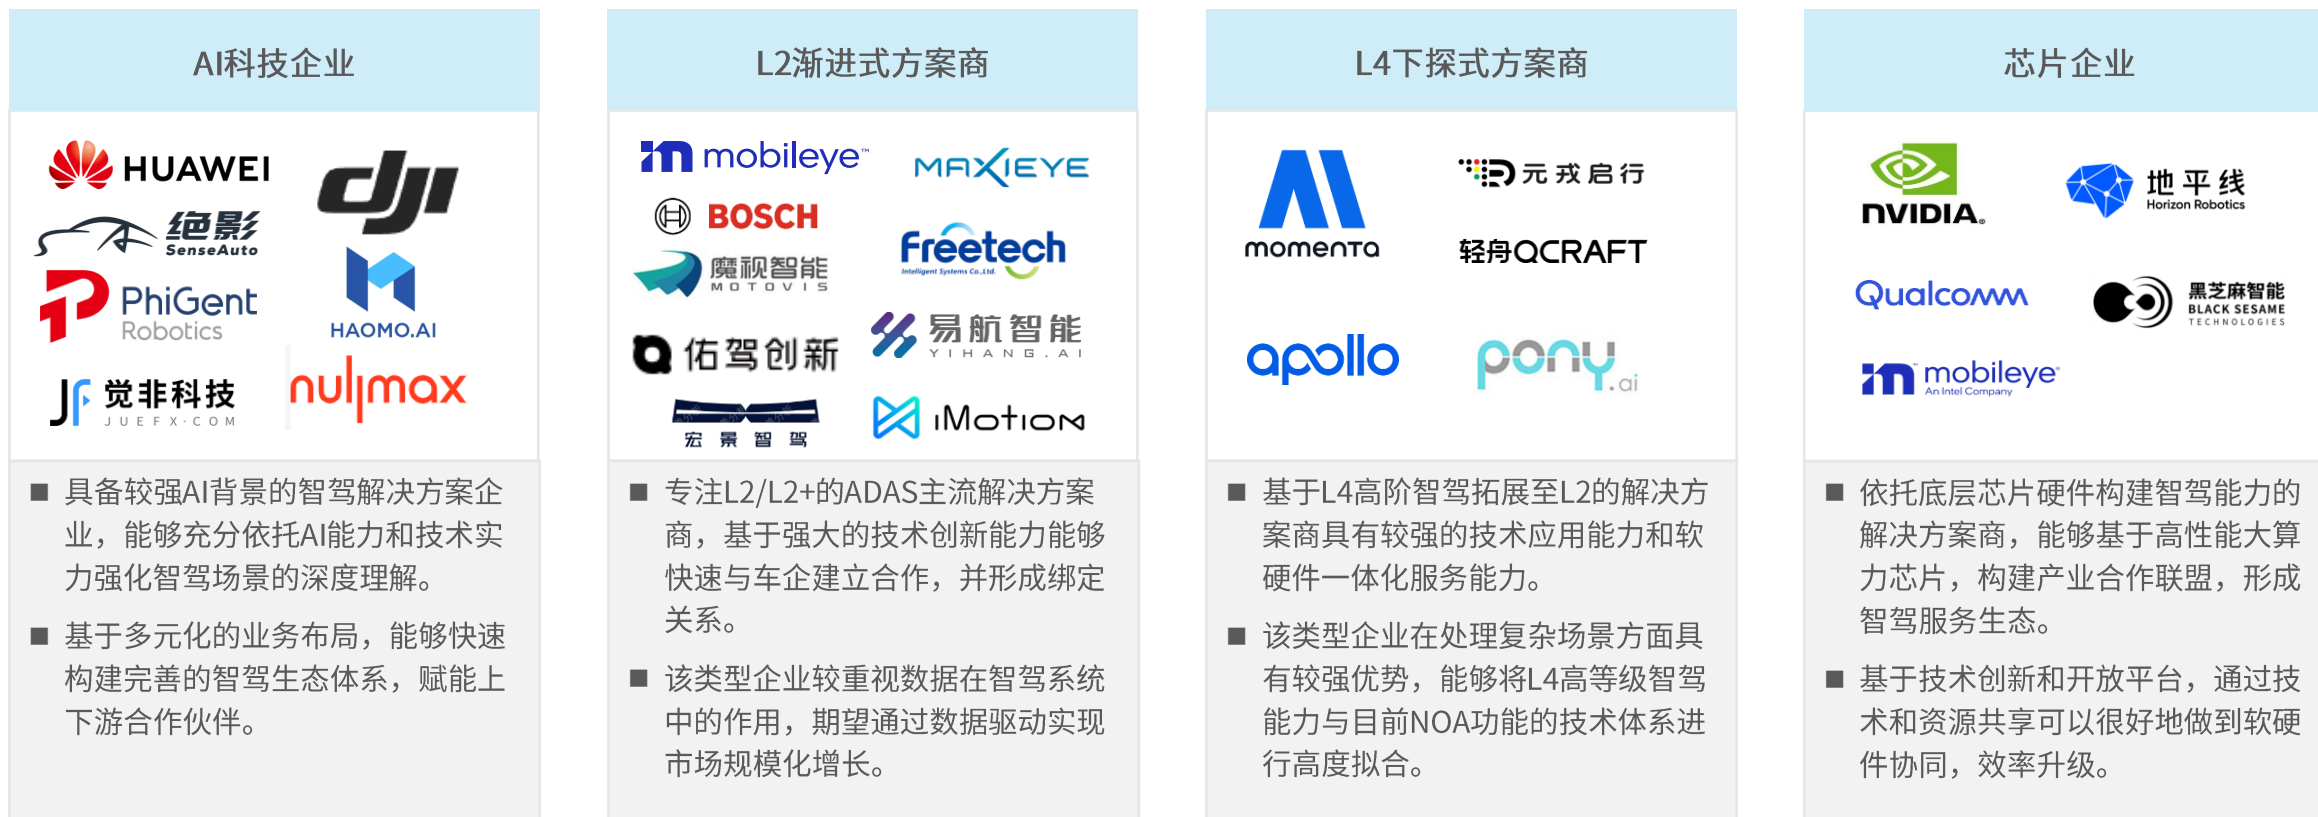 AI科技企业
HUAWEI
dji
绝影
SenseAuto
PhiGent
Robotics
HAOMO.AI
觉非科技
JUEFX·COM
nullmax
具备较强AI背景的智驾解决方案企
业，能够充分依托AI能力和技术实
力强化智驾场景的深度理解。
基于多元化的业务布局，能够快速
构建完善的智驾生态体系，赋能上
下游合作伙伴。
L2渐进式方案商
mobileye™
MAXIEYE
BOSCH
Freetech
Intelligent Systems Co.,Ltd.
魔视智能
MOTOVIS
易航智能
YIHANG.AI
佑驾创新
宏景智驾
iMOTION
专注L2/L2+的ADAS主流解决方案
商，基于强大的技术创新能力能够
快速与车企建立合作，并形成绑定
关系。
该类型企业较重视数据在智驾系统
中的作用，期望通过数据驱动实现
市场规模化增长。
L4下探式方案商
momenta
元戎启行
轻舟QCRAFT
apollo
pony.ai
基于L4高阶智驾拓展至L2的解决方
案商具有较强的技术应用能力和软
硬件一体化服务能力。
该类型企业在处理复杂场景方面具
有较强优势，能够将L4高等级智驾
能力与目前NOA功能的技术体系进
行高度拟合。
芯片企业
NVIDIA®
地平线
Horizon Robotics
Qualcomm
黑芝麻智能
BLACK SESAME
TECHNOLOGIES
mobileye®
An Intel Company
依托底层芯片硬件构建智驾能力的
解决方案商，能够基于高性能大算
力芯片，构建产业合作联盟，形成
智驾服务生态。
基于技术创新和开放平台，通过技
术和资源共享可以很好地做到软硬
件协同，效率升级。